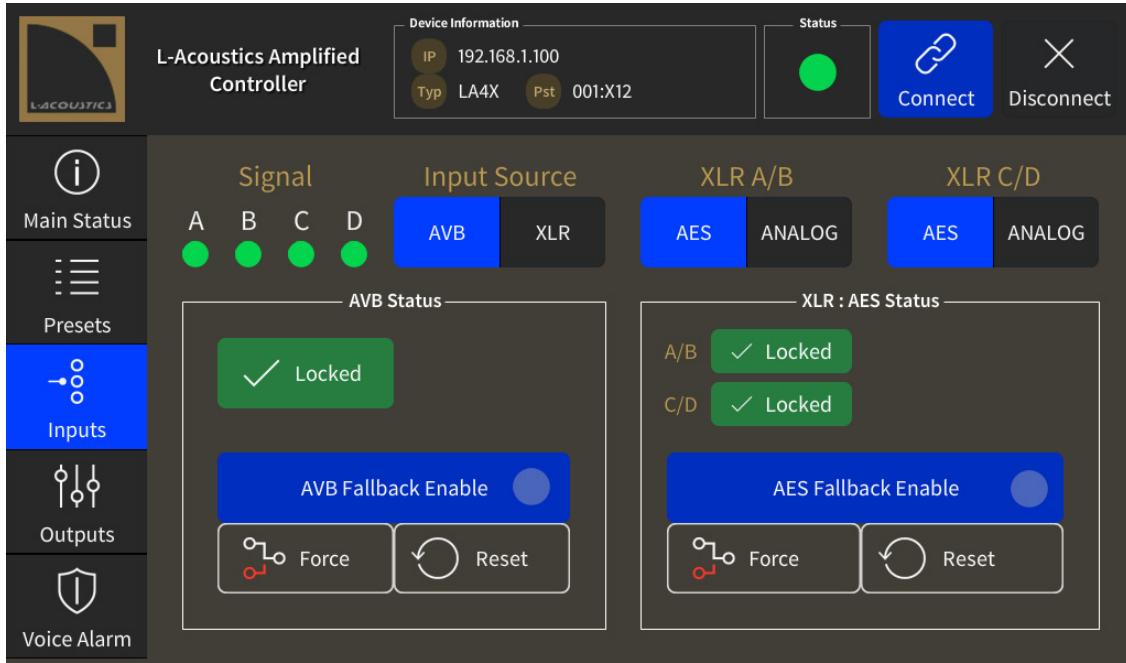 L-ACOUSTICS
L-Acoustics Amplified
Controller
Device Information
IP 192.168.1.100
Typ LA4X Pst 001:X12
Status
Connect
Disconnect
Main Status
Presets
Inputs
Outputs
Voice Alarm
Signal
A B C D
Input Source
AVB XLR
XLR A/B
AES ANALOG
XLR C/D
AES ANALOG
AVB Status
Locked
AVB Fallback Enable
Force Reset
XLR : AES Status
A/B Locked
C/D Locked
AES Fallback Enable
Force Reset